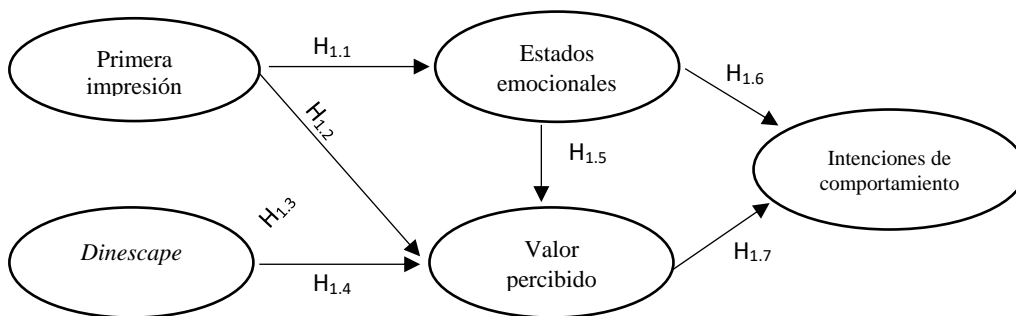 Primera
impresión
H1.1
Estados
emocionales
H1.6
H1.2
H1.5
Intenciones de
comportamiento
H1.3
Dinescape
H1.4
Valor
percibido
H1.7